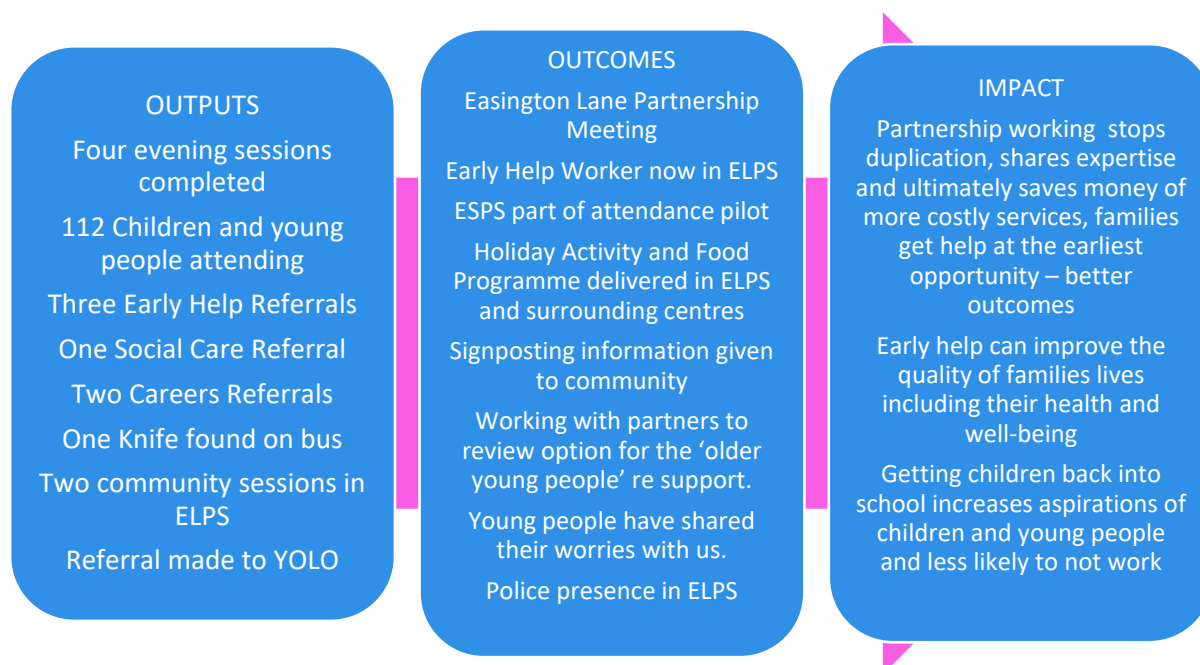 OUTPUTS
Four evening sessions
completed
112 Children and young
people attending
Three Early Help Referrals
One Social Care Referral
Two Careers Referrals
One Knife found on bus
Two community sessions in
ELPS
Referral made to YOLO
OUTCOMES
Easington Lane Partnership
Meeting
Early Help Worker now in ELPS
ESPS part of attendance pilot
Holiday Activity and Food
Programme delivered in ELPS
and surrounding centres
Signposting information given
to community
Working with partners to
review option for the ‘older
young people’ re support.
Young people have shared
their worries with us.
Police presence in ELPS
IMPACT
Partnership working  stops
duplication, shares expertise
and ultimately saves money of
more costly services, families
get help at the earliest
opportunity – better
outcomes
Early help can improve the
quality of families lives
including their health and
well-being
Getting children back into
school increases aspirations of
children and young people
and less likely to not work